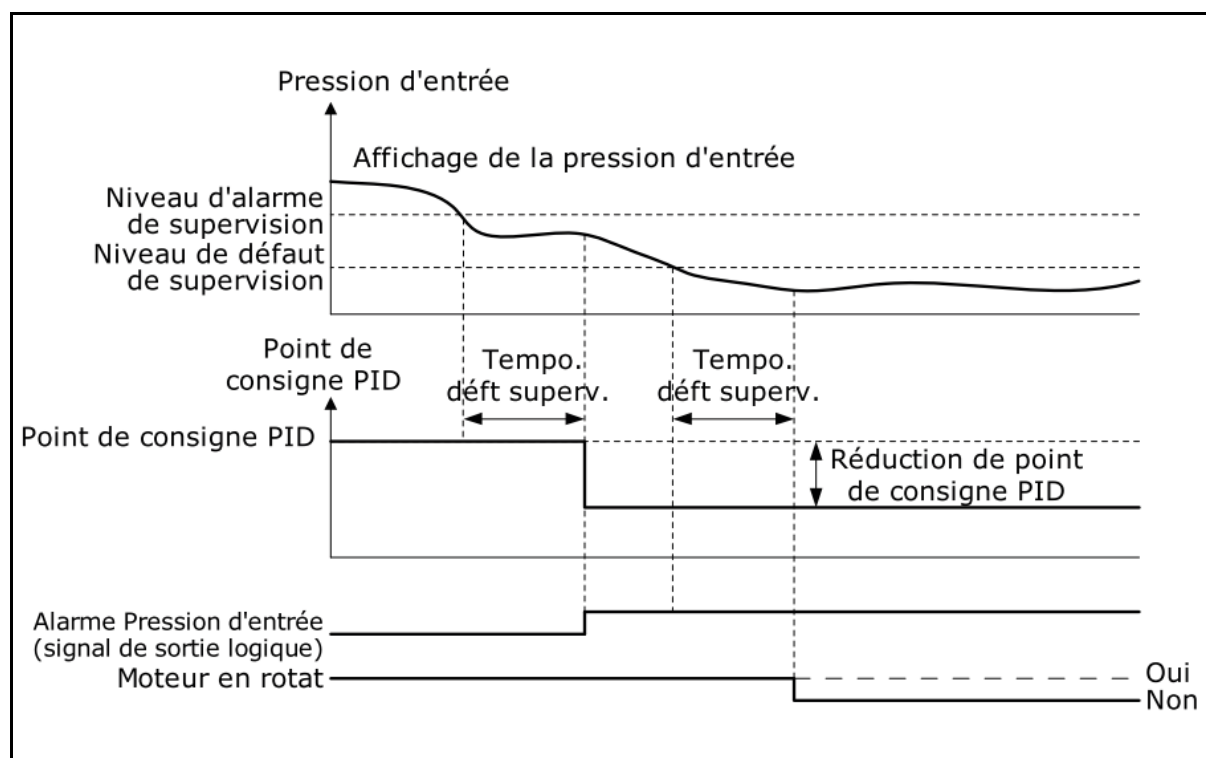 Pression d'entrée
Affichage de la pression d'entrée
Niveau d'alarme
de supervision
Niveau de défaut
de supervision
Point de
consigne PID
Tempo.
déft superv.
Tempo.
déft superv.
Point de consigne PID
Réduction de point
de consigne PID
Alarme Pression d'entrée
(signal de sortie logique)
Moteur en rotat
Oui
Non